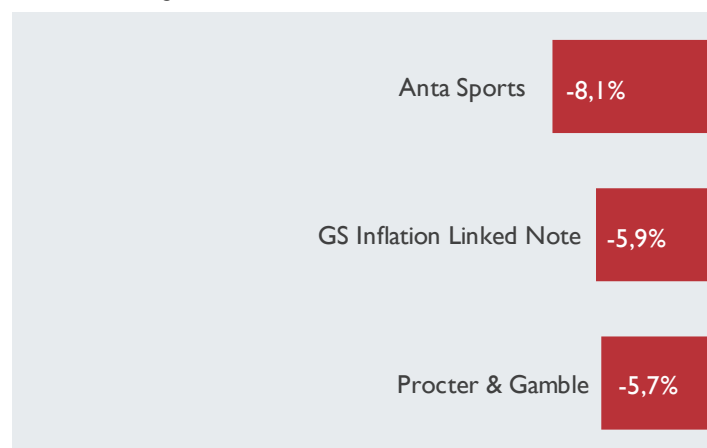 Anta Sports -8,1%
GS Inflation Linked Note -5,9%
Procter & Gamble -5,7%